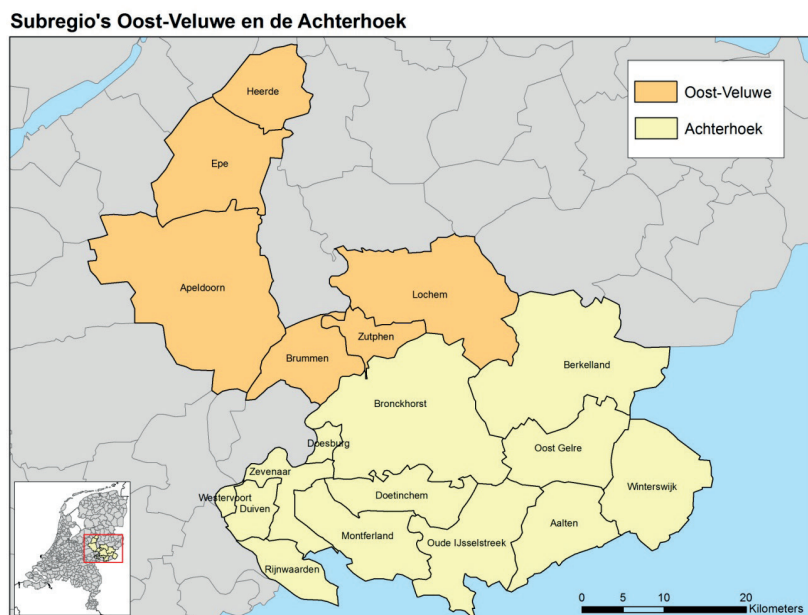 Subregio's Oost-Veluwe en de Achterhoek
Oost-Veluwe
Achterhoek
Heerde
Epe
Apeldoorn
Lochem
Zutphen
Brummen
Berkelland
Bronckhorst
Doesburg
Oost Gelre
Zevenaar
Winterswijk
Westervoort
Doetinchem
Duiven
Aalten
Montferland
Oude IJsselstreek
Rijnwaarden
0 5 10 20
Kilometers